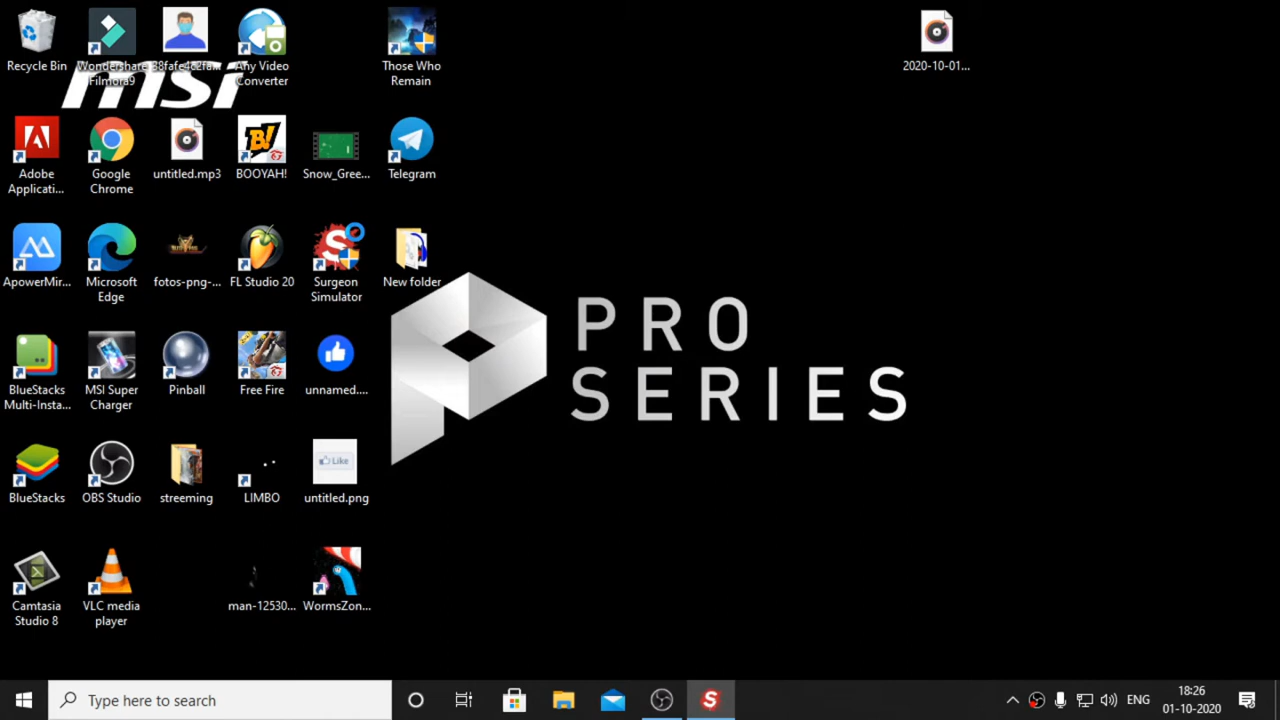 Recycle Bin
Wondershare
Filmora9
38fafe4c2fa...
Any Video
Converter
Those Who
Remain
2020-10-01...
msi
Adobe
Applicati...
Google
Chrome
untitled.mp3
B!
BOOYAH!
Snow_Gree...
Telegram
ApowerMir...
Microsoft
Edge
fotos-png-...
FL Studio 20
Surgeon
Simulator
New folder
PRO
SERIES
BlueStacks
Multi-Insta...
MSI Super
Charger
Pinball
Free Fire
unnamed....
BlueStacks
OBS Studio
streeming
LIMBO
Like
untitled.png
Camtasia
Studio 8
VLC media
player
man-12530...
WormsZon...
Type here to search
S
ENG
18:26
01-10-2020